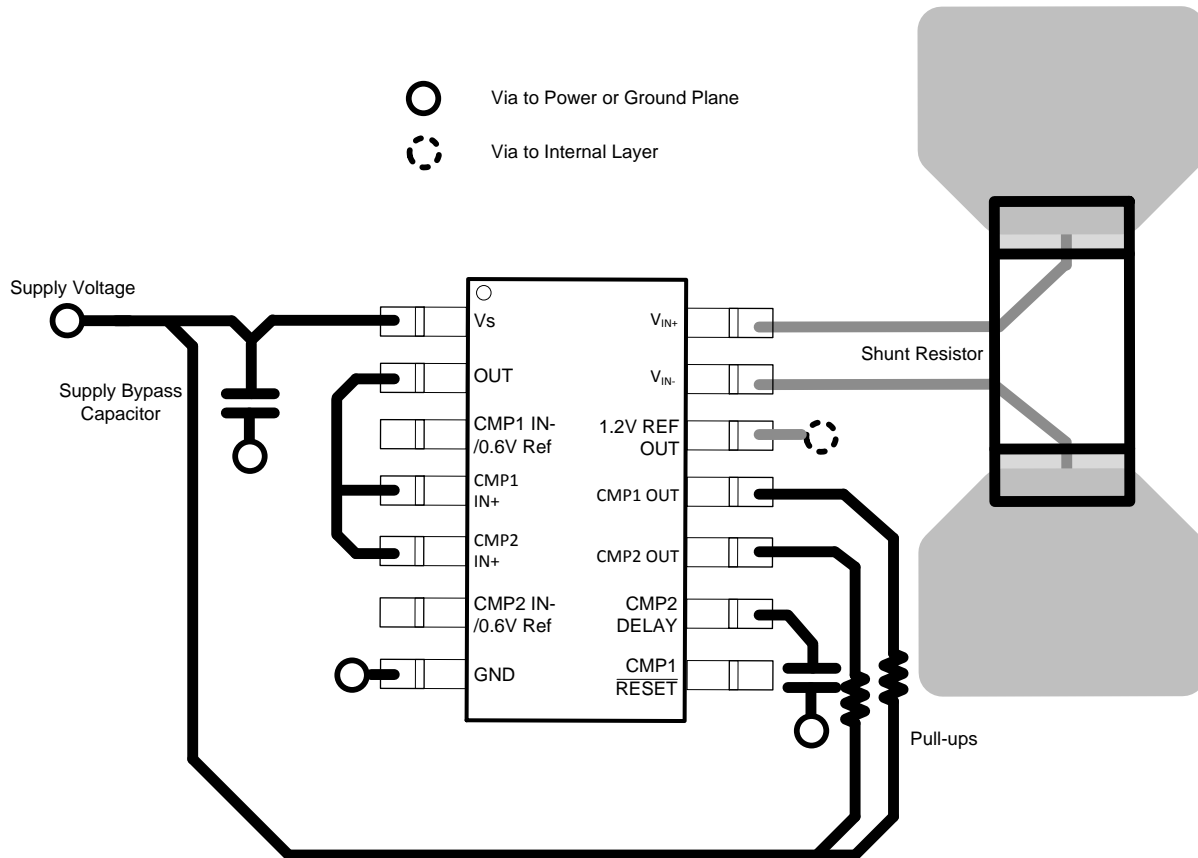 Via to Power or Ground Plane
Via to Internal Layer
Supply Voltage
Supply Bypass
Capacitor
Vs
OUT
CMP1 IN-
/0.6V Ref
CMP1
IN+
CMP2
IN+
CMP2 IN-
/0.6V Ref
GND
VIN+
VIN-
1.2V REF
OUT
CMP1 OUT
CMP2 OUT
CMP2
DELAY
CMP1
RESET
Shunt Resistor
Pull-ups